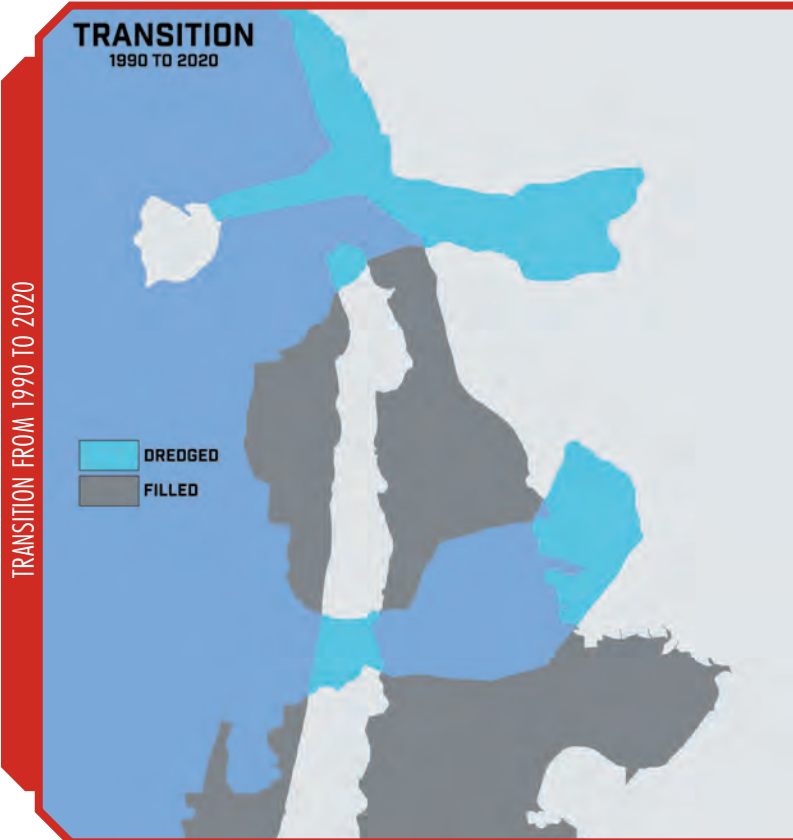 TRANSITION
1990 TO 2020
TRANSITION FROM 1990 TO 2020
DREDGED
FILLED